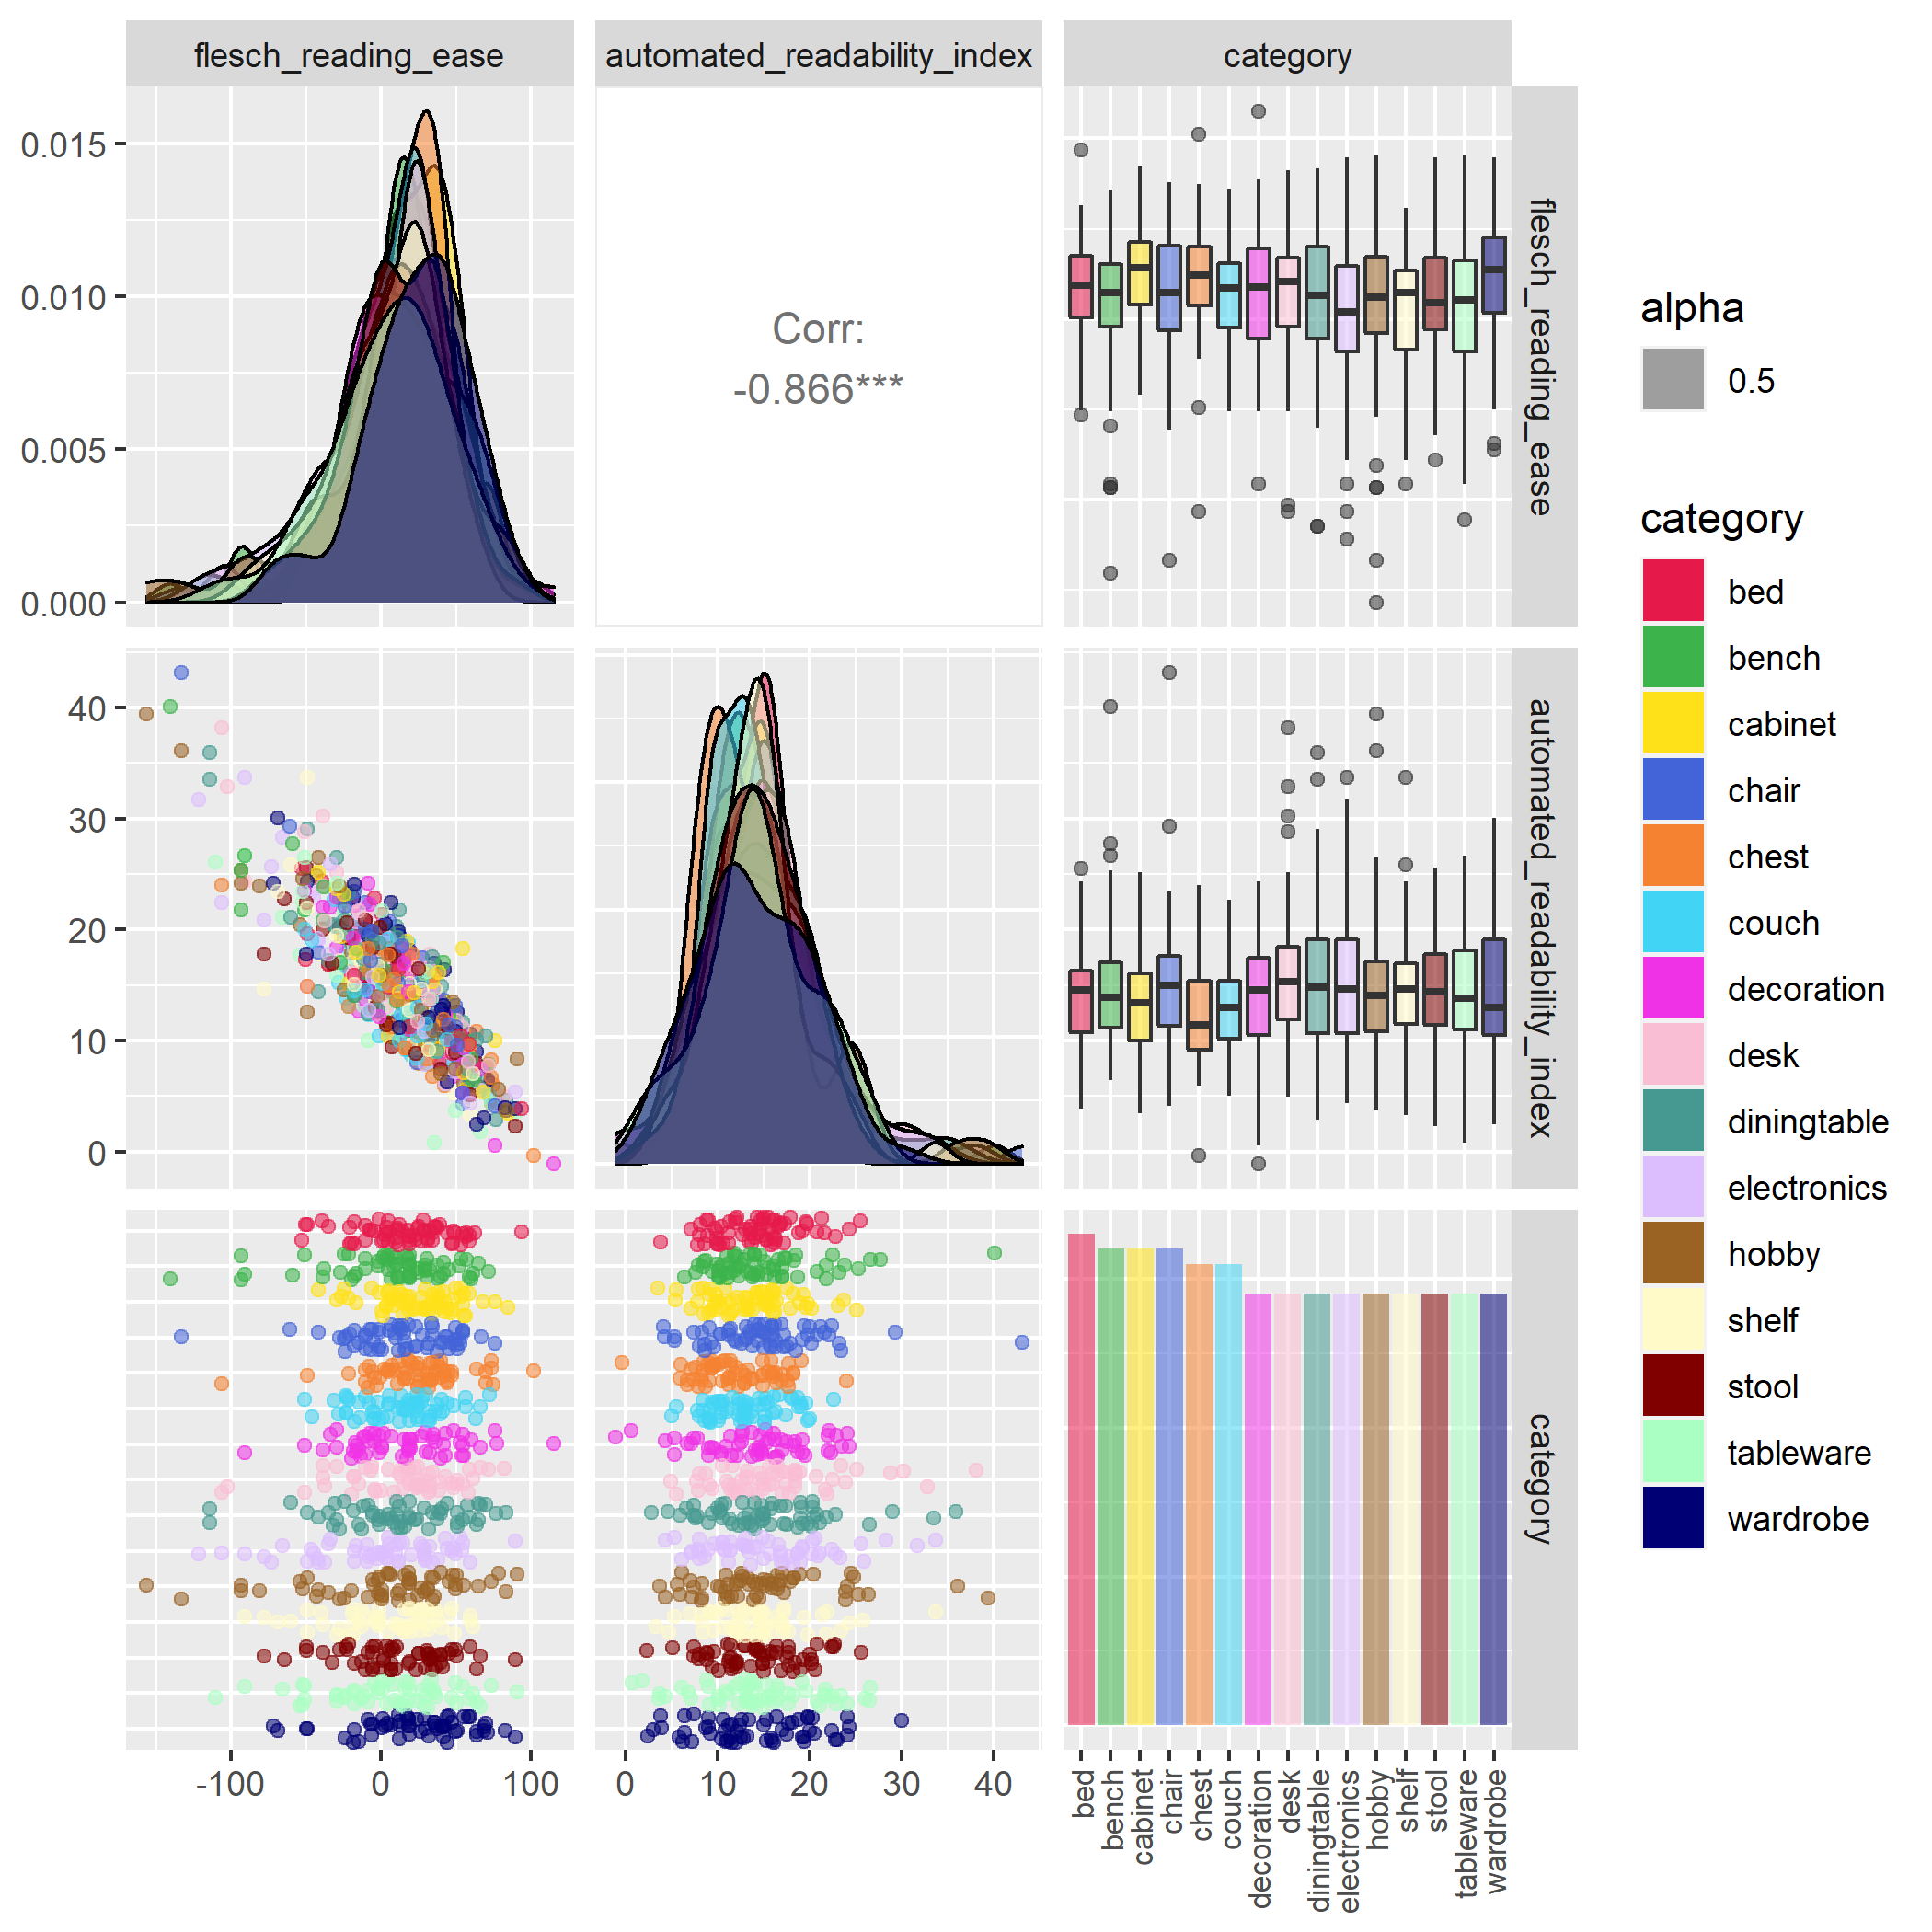 flesch_reading_ease
automated_readability_index
category
0.015
0.010
0.005
0.000
Corr:
-0.866***
flesch_reading_ease
40
30
20
10
0
automated_readability_index
category
-100
0
100
0
10
20
30
40
bed
bench
cabinet
chair
chest
couch
decoration
desk
diningtable
electronics
hobby
shelf
stool
tableware
wardrobe
alpha
0.5
category
bed
bench
cabinet
chair
chest
couch
decoration
desk
diningtable
electronics
hobby
shelf
stool
tableware
wardrobe